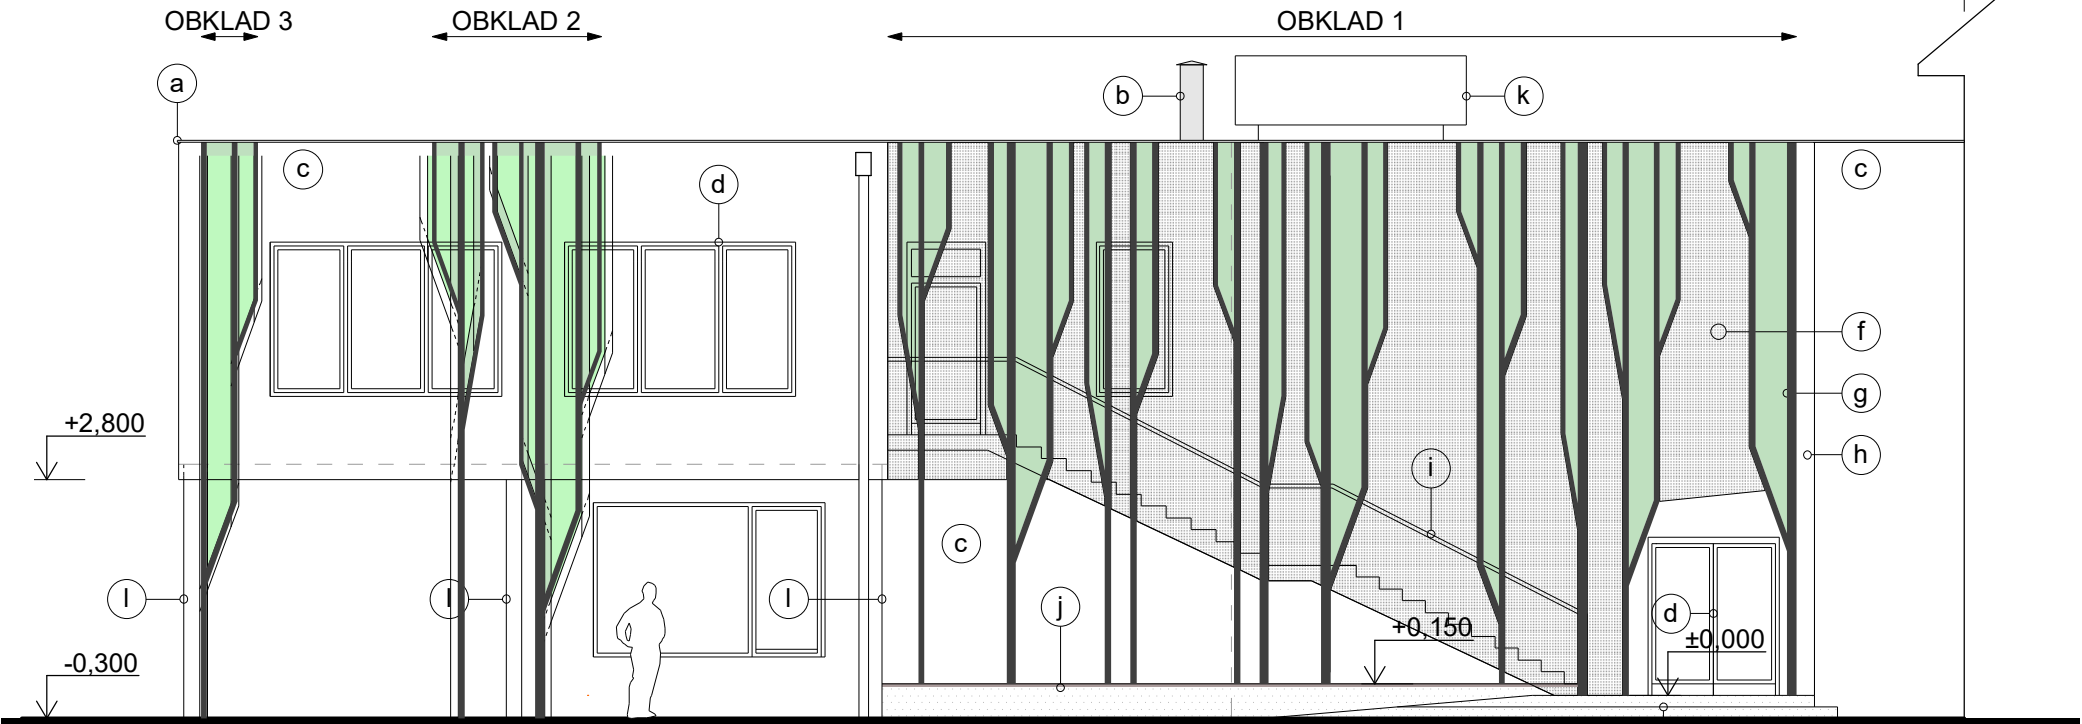 OBKLAD 3
OBKLAD 2
OBKLAD 1
a
b
k
c
c
d
f
g
+2,800
h
i
c
l
l
l
j
d
+0,150
±0,000
-0,300